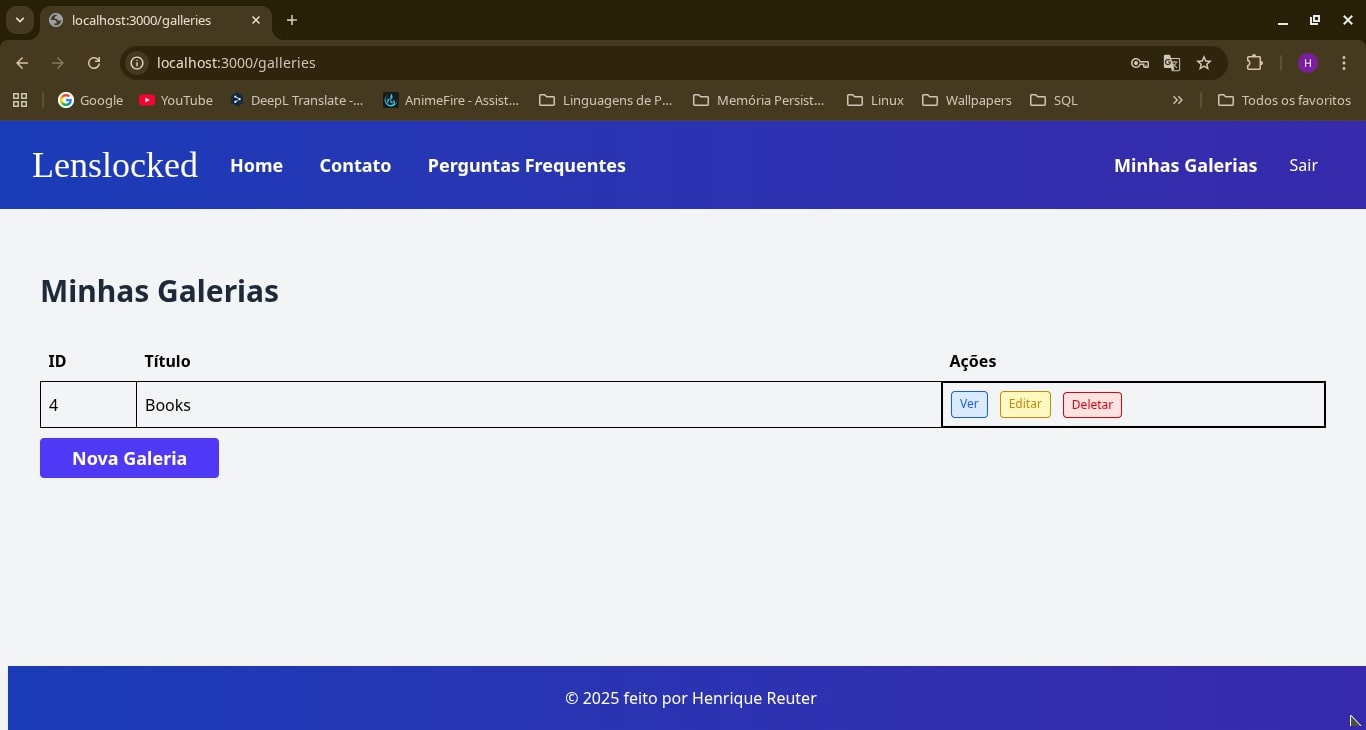 localhost:3000/galleries
localhost:3000/galleries
H
Google YouTube DeepL Translate -... AnimeFire - Assist... Linguagens de P... Memória Persist... Linux Wallpapers SQL Todos os favoritos
Lenslocked Home Contato Perguntas Frequentes Minhas Galerias Sair
Minhas Galerias
ID Título Ações
4 Books Ver Editar Deletar
Nova Galeria
© 2025 feito por Henrique Reuter